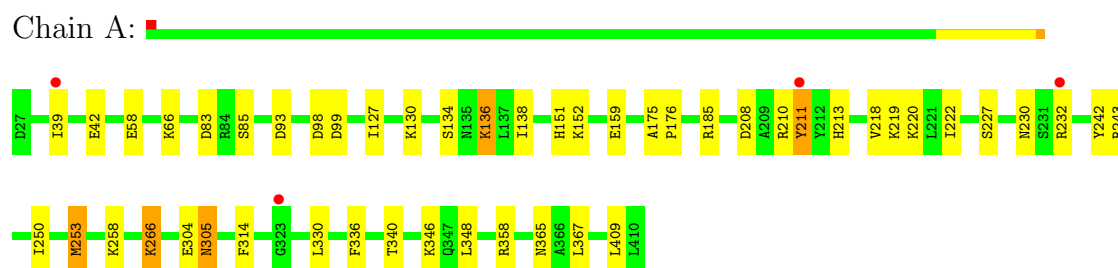 Chain A:
D27 I39 E42 E58 K66 D83 R84 S85 D93 D98 D99 I127 K130 S134 N135 K136 L137 I138 H151 K152 E159 A175 P176 R185 D208 A209 R210 Y211 Y212 H213 V218 K219 K220 L221 I222 S227 N230 S231 R232 Y242
I250 M253 K258 K266 E304 N305 F314 G323 L330 F336 T340 K346 Q347 L348 R358 N365 A366 L367 L409 L410